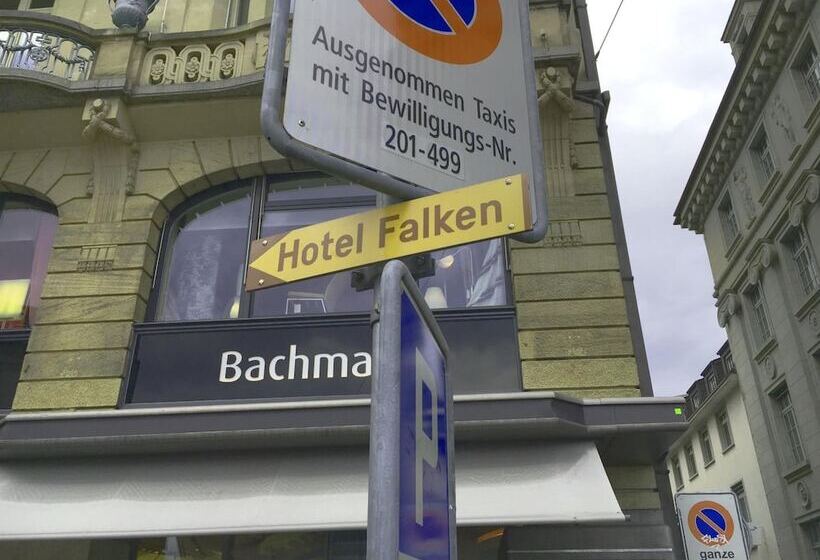 Ausgenommen Taxis
mit Bewilligungs-Nr.
201-499
Hotel Falken
Bachma
P
ganze